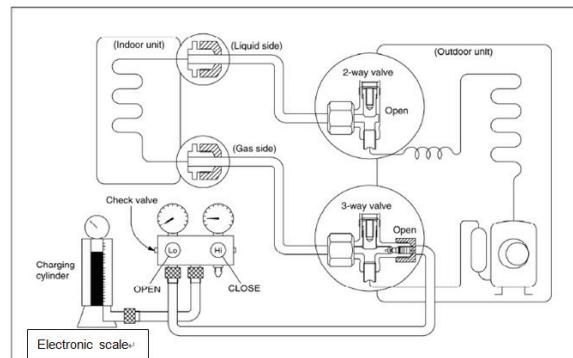 (Indoor unit)
(Liquid side)
(Outdoor unit)
2-way valve
Open
(Gas side)
3-way valve
Open
Check valve
Lo
Hi
Charging
cylinder
OPEN
CLOSE
Electronic scale